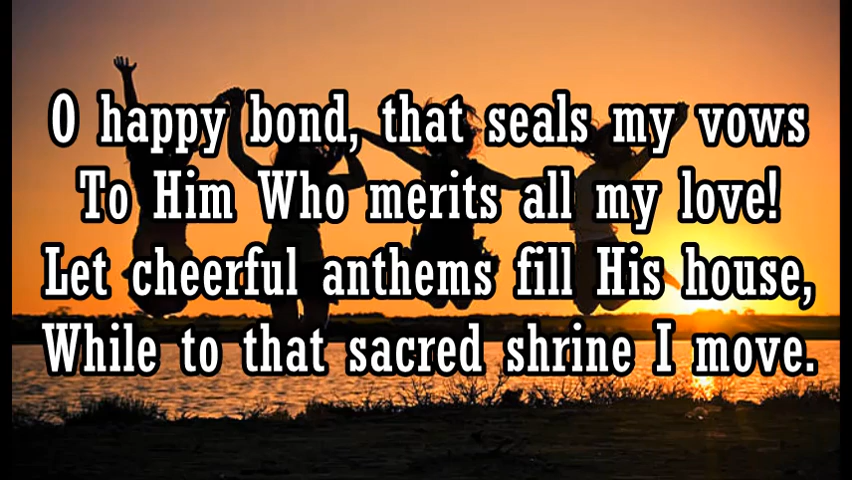 O happy bond, that seals my vows
To Him Who merits all my love!
Let cheerful anthems fill His house,
While to that sacred shrine I move.